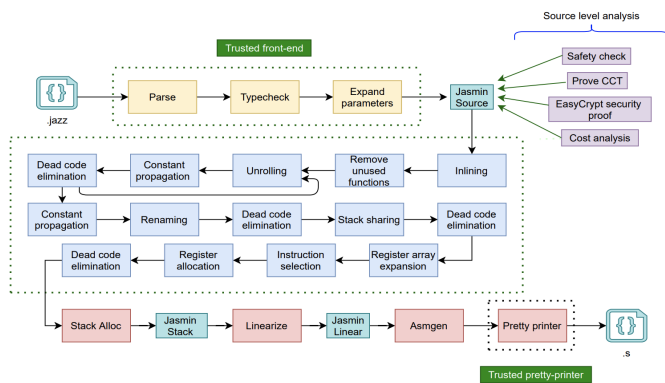 Source level analysis
Trusted front-end
Safety check
Prove CCT
EasyCrypt security
proof
Cost analysis
{ }
.jazz
Parse
Typecheck
Expand
parameters
Jasmin
Source
Dead code
elimination
Constant
propagation
Unrolling
Remove
unused
functions
Inlining
Constant
propagation
Renaming
Dead code
elimination
Stack sharing
Dead code
elimination
Dead code
elimination
Register
allocation
Instruction
selection
Register array
expansion
Stack Alloc
Jasmin
Stack
Linearize
Jasmin
Linear
Asmgen
Pretty printer
{ }
.s
Trusted pretty-printer